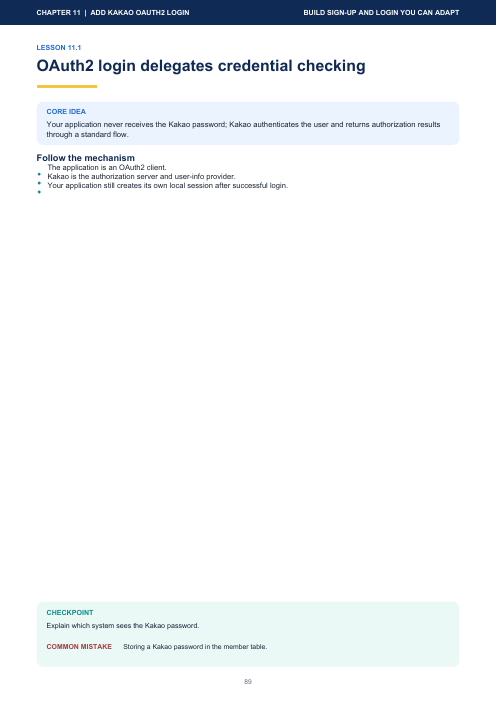 CHAPTER 11 | ADD KAKAO OAUTH2 LOGIN
BUILD SIGN-UP AND LOGIN YOU CAN ADAPT
LESSON 11.1
OAuth2 login delegates credential checking
CORE IDEA
Your application never receives the Kakao password; Kakao authenticates the user and returns authorization results
through a standard flow.
Follow the mechanism
The application is an OAuth2 client.
Kakao is the authorization server and user-info provider.
Your application still creates its own local session after successful login.
CHECKPOINT
Explain which system sees the Kakao password.
COMMON MISTAKE Storing a Kakao password in the member table.
89